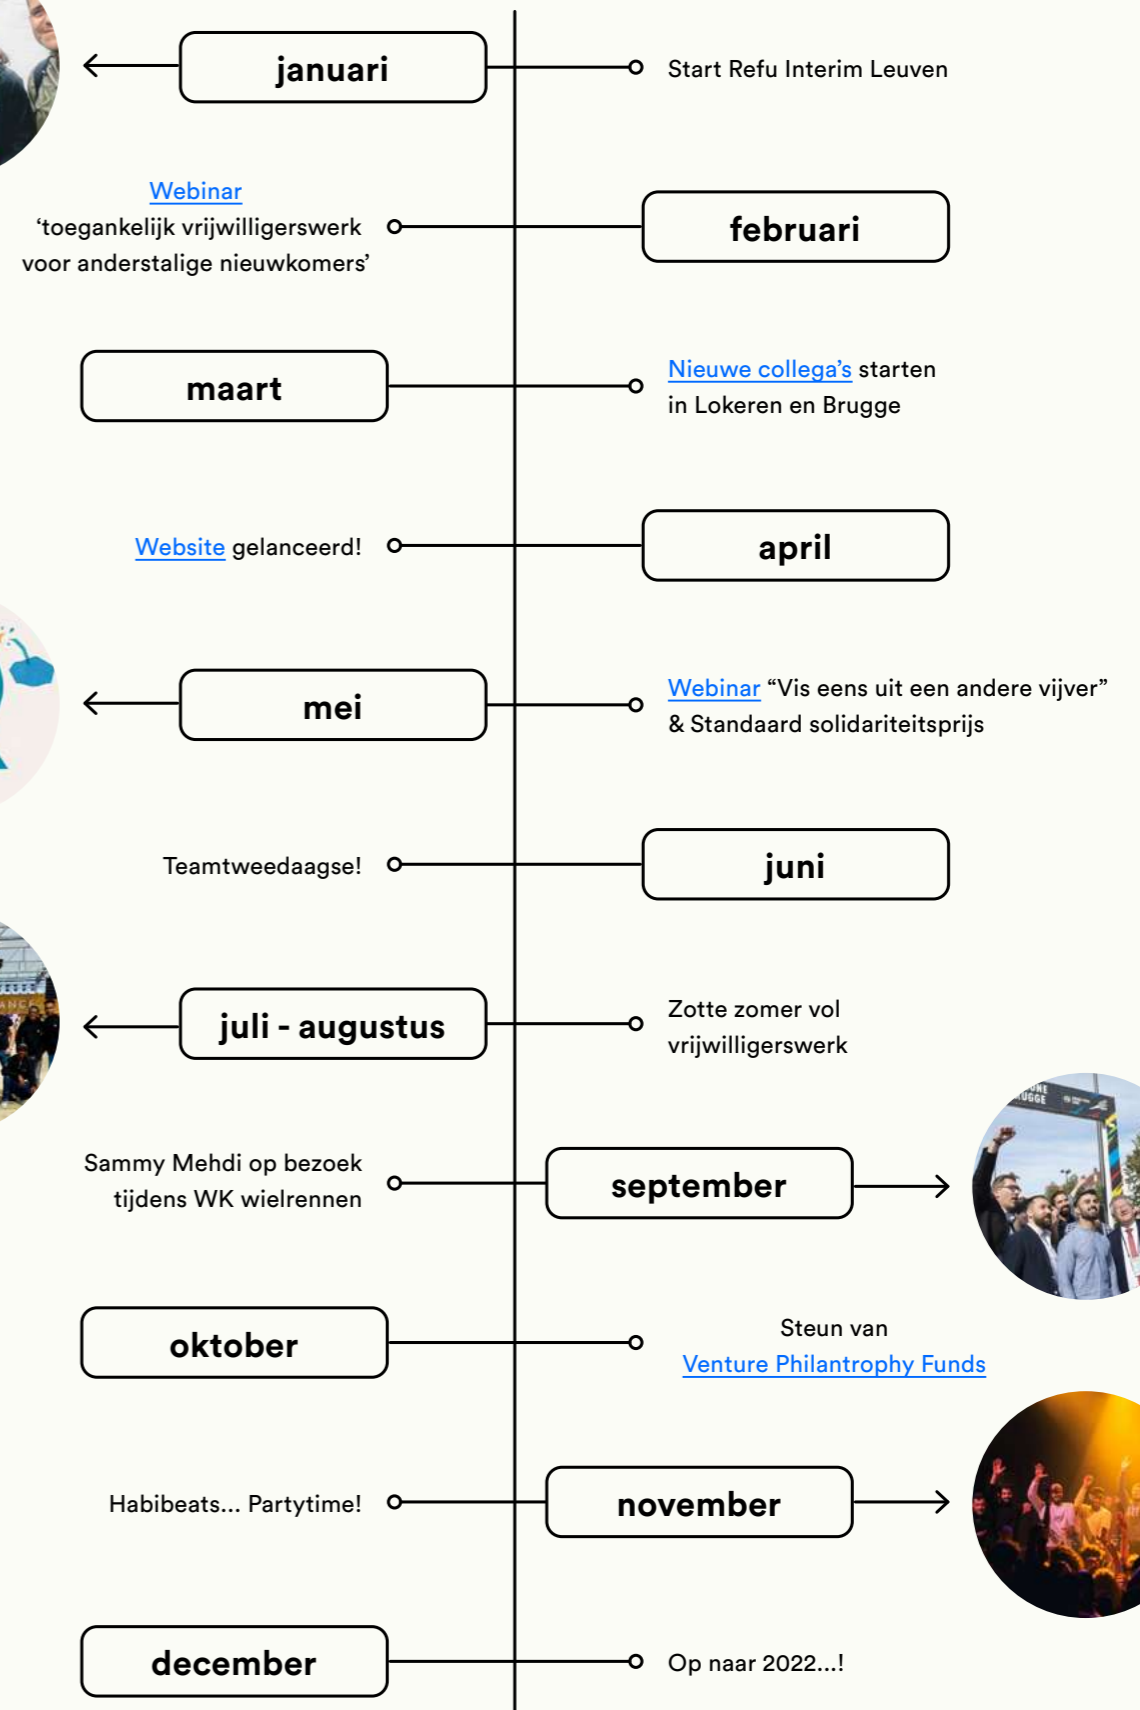 januari
Start Refu Interim Leuven
Webinar
‘toegankelijk vrijwilligerswerk
voor anderstalige nieuwkomers’
februari
maart
Nieuwe collega’s starten
in Lokeren en Brugge
Website gelanceerd!
april
mei
Webinar “Vis eens uit een andere vijver”
& Standaard solidariteitsprijs
Teamtweedaagse!
juni
juli - augustus
Zotte zomer vol
vrijwilligerswerk
Sammy Mehdi op bezoek
tijdens WK wielrennen
september
oktober
Steun van
Venture Philantrophy Funds
Habibeats... Partytime!
november
december
Op naar 2022...!